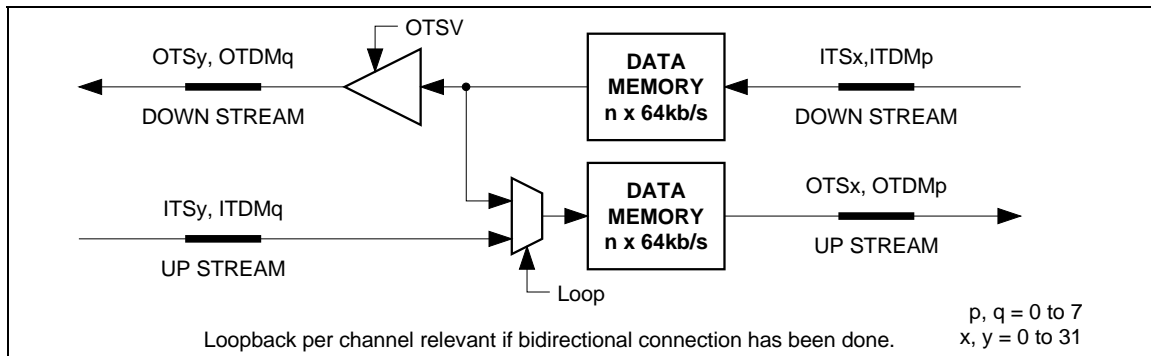 OTSV
OTSy, OTDMq
DOWN STREAM
DATA
MEMORY
n x 64kb/s
ITSx,ITDMp
DOWN STREAM
ITSy, ITDMq
UP STREAM
DATA
MEMORY
n x 64kb/s
OTSx, OTDMp
UP STREAM
Loop
Loopback per channel relevant if bidirectional connection has been done.
p, q = 0 to 7
x, y = 0 to 31